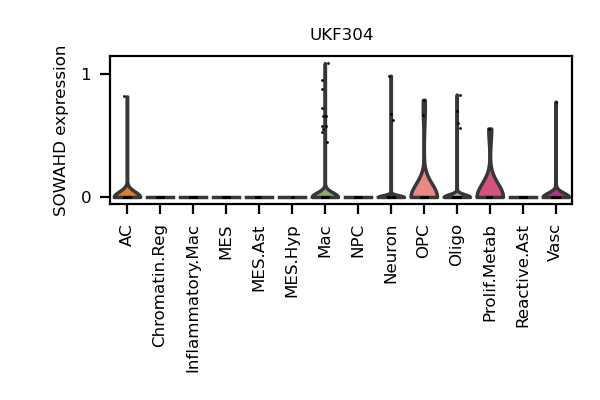 UKF304
SOWAHD expression
1
0
AC
Chromatin.Reg
Inflammatory.Mac
MES
MES.Ast
MES.Hyp
Mac
NPC
Neuron
OPC
Oligo
Prolif.Metab
Reactive.Ast
Vasc